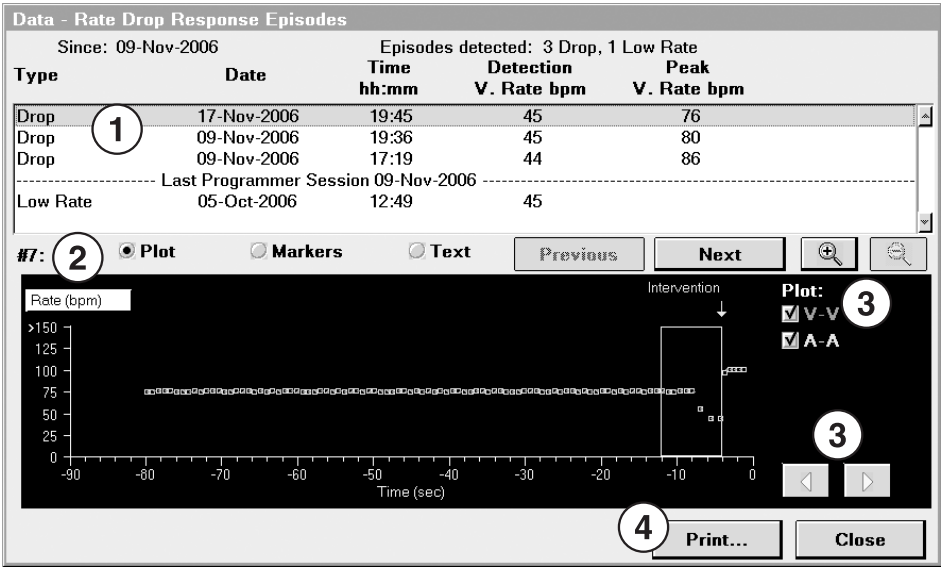 Data - Rate Drop Response Episodes
Since: 09-Nov-2006 Episodes detected: 3 Drop, 1 Low Rate
Type Date Time hh:mm Detection V. Rate bpm Peak V. Rate bpm
Drop 17-Nov-2006 19:45 45 76
1
Drop 09-Nov-2006 19:36 45 80
Drop 09-Nov-2006 17:19 44 86
Last Programmer Session 09-Nov-2006
Low Rate 05-Oct-2006 12:49 45
#7: 2 Plot Markers Text Previous Next
Rate (bpm) Intervention Plot:
3
V-V
A-A
>150
125
100
75
50
25
0
-90 -80 -70 -60 -50 -40 -30 -20 -10 0
Time (sec)
3
4
Print... Close